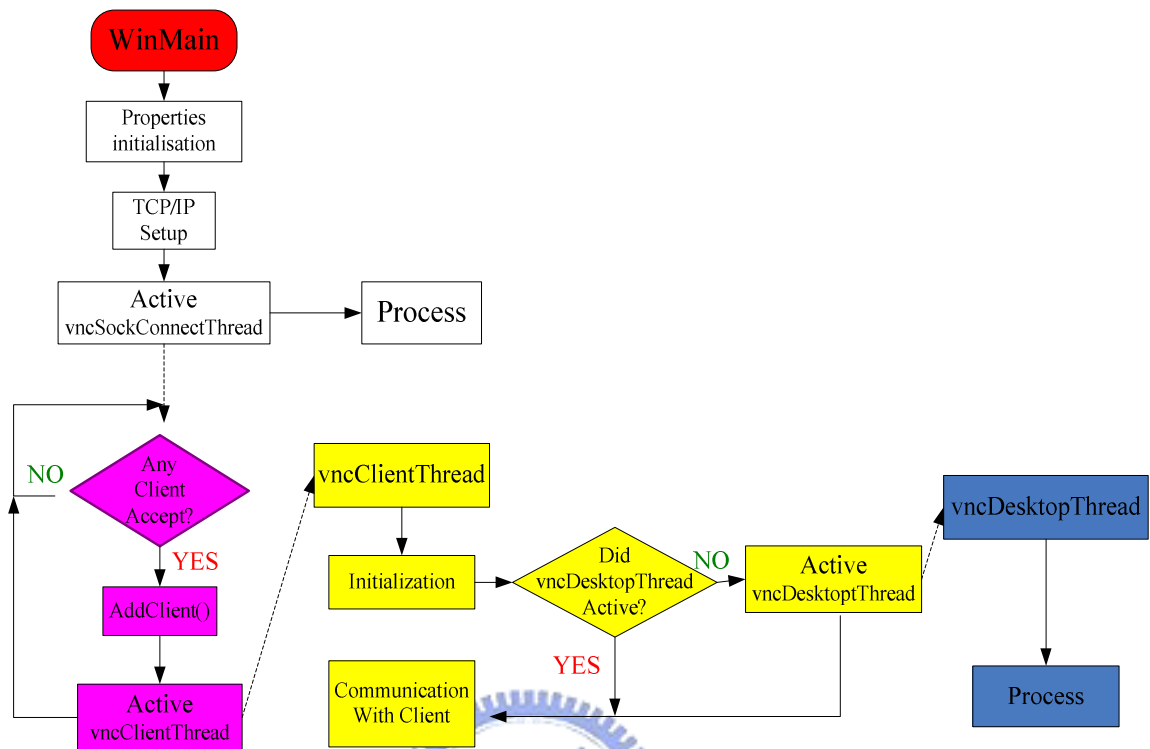 WinMain
Properties
initialisation
TCP/IP
Setup
Active
vncSockConnectThread
Process
Any
Client
Accept?
NO
YES
AddClient()
Active
vncClientThread
vncClientThread
Initialization
Did
vncDesktopThread
Active?
NO
YES
Active
vncDesktoptThread
Communication
With Client
vncDesktopThread
Process